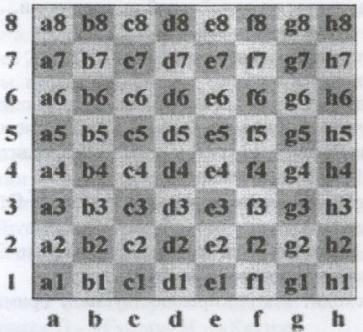 8 a8 b8 c8 d8 e8 f8 g8 h8
7 a7 b7 c7 d7 e7 f7 g7 h7
6 a6 b6 c6 d6 e6 f6 g6 h6
5 a5 b5 c5 d5 e5 f5 g5 h5
4 a4 b4 c4 d4 e4 f4 g4 h4
3 a3 b3 c3 d3 e3 f3 g3 h3
2 a2 b2 c2 d2 e2 f2 g2 h2
1 a1 b1 c1 d1 e1 f1 g1 h1
a b c d e f g h